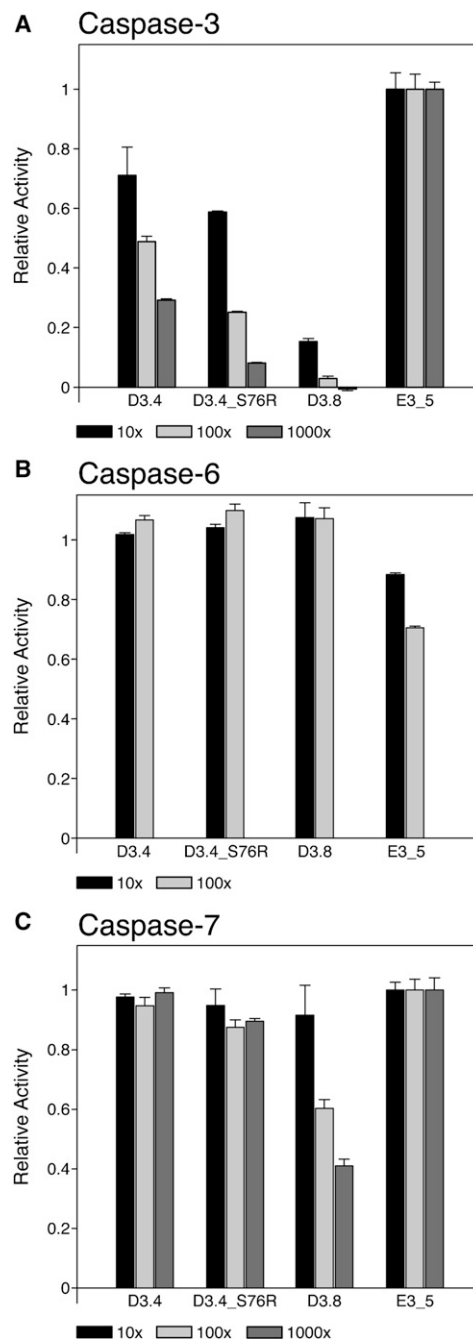 A Caspase-3
Relative Activity
1
0.8
0.6
0.4
0.2
0
D3.4 D3.4_S76R D3.8 E3_5
10x 100x 1000x
B Caspase-6
Relative Activity
1
0.8
0.6
0.4
0.2
0
D3.4 D3.4_S76R D3.8 E3_5
10x 100x
C Caspase-7
Relative Activity
1
0.8
0.6
0.4
0.2
0
D3.4 D3.4_S76R D3.8 E3_5
10x 100x 1000x